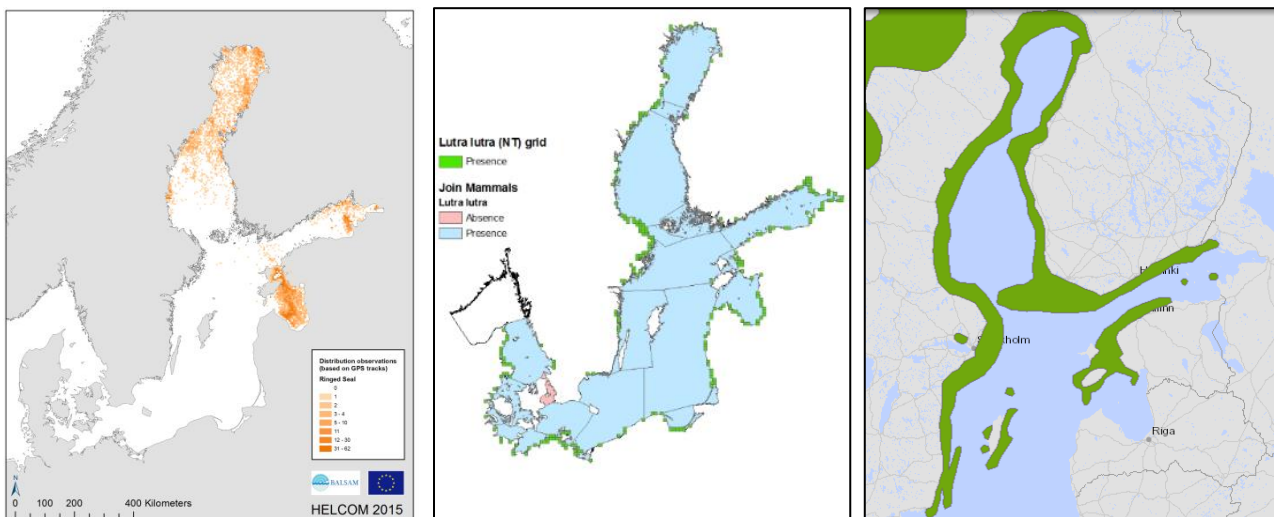 Distribution observations
(based on GPS tracks)
Ringed Seal
0
1
2
3 - 4
5 - 10
11
12 - 30
31 - 62
BALSAM
N
0 100 200 400 Kilometers
HELCOM 2015
Lutra lutra (NT) grid
Presence
Join Mammals
Lutra lutra
Absence
Presence
Riga